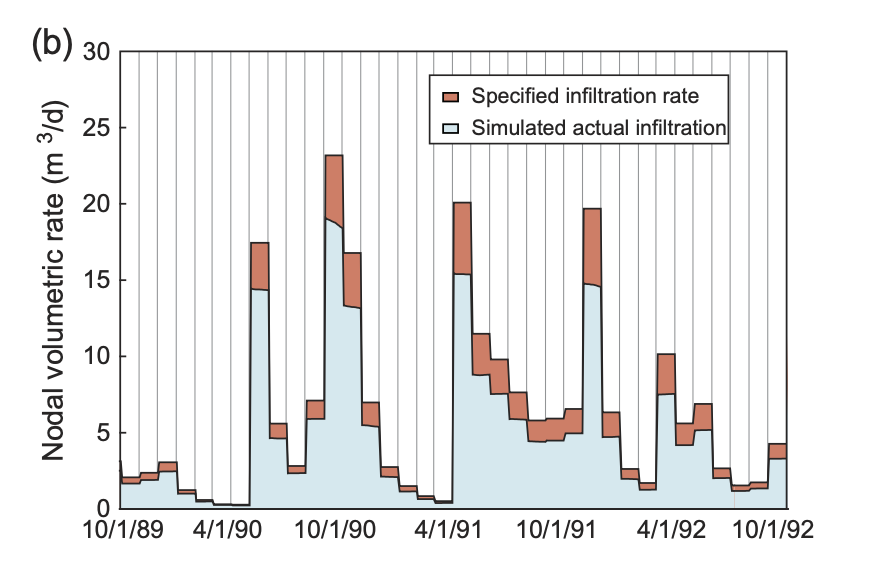 (b)
30
25
20
15
10
5
0
Nodal volumetric rate (m ³/d)
Specified infiltration rate
Simulated actual infiltration
10/1/89 4/1/90 10/1/90 4/1/91 10/1/91 4/1/92 10/1/92